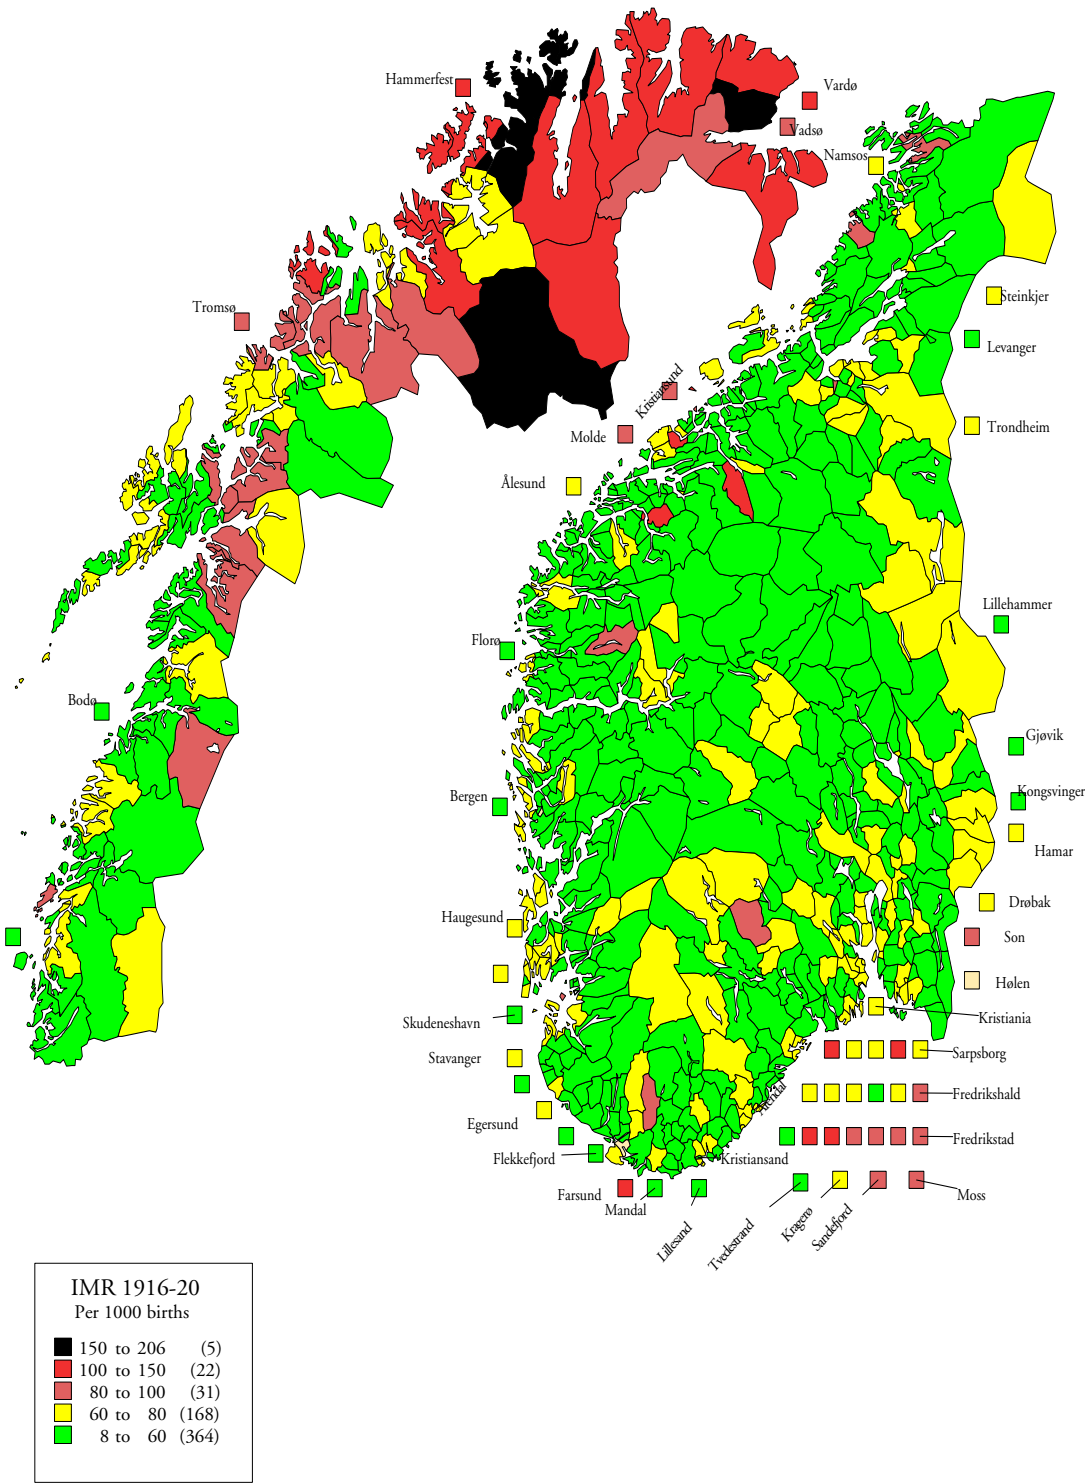 Hammerfest
Vardø
Vadsø
Namsos
Tromsø
Steinkjer
Levanger
Kristiansund
Molde
Trondheim
Ålesund
Lillehammer
Florø
Bodø
Gjøvik
Bergen
Kongsvinger
Hamar
Drøbak
Haugesund
Son
Hølen
Skudeneshavn
Kristiania
Stavanger
Sarpsborg
Arendal
Fredrikshald
Egersund
Fredrikstad
Flekkefjord
Kristiansand
Farsund
Mandal
Lillesand
Tvedestrand
Kragerø
Sandefjord
Moss
IMR 1916-20
Per 1000 births
150 to 206 (5)
100 to 150 (22)
80 to 100 (31)
60 to 80 (168)
8 to 60 (364)